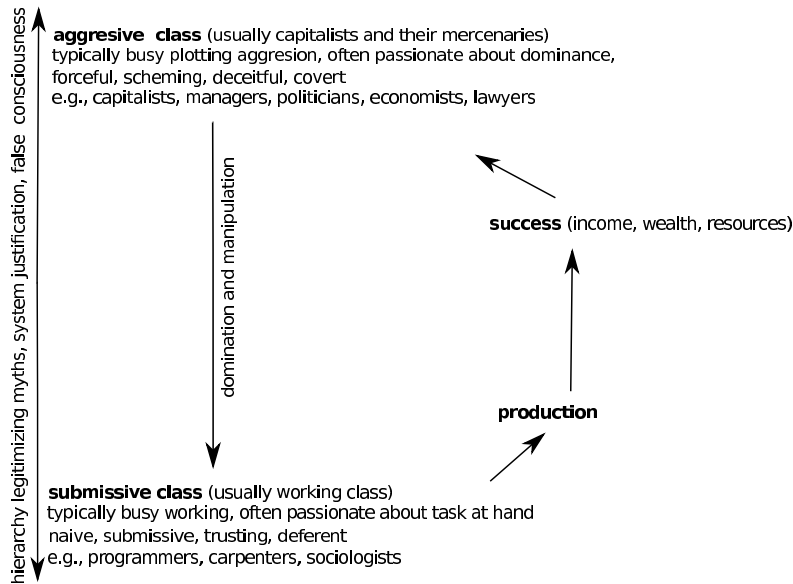 aggresive class (usually capitalists and their mercenaries)
typically busy plotting aggresion, often passionate about dominance,
forceful, scheming, deceitful, covert
e.g., capitalists, managers, politicians, economists, lawyers
hierarchy legitimizing myths, system justification, false consciousness
domination and manipulation
success (income, wealth, resources)
production
submissive class (usually working class)
typically busy working, often passionate about task at hand
naive, submissive, trusting, deferent
e.g., programmers, carpenters, sociologists